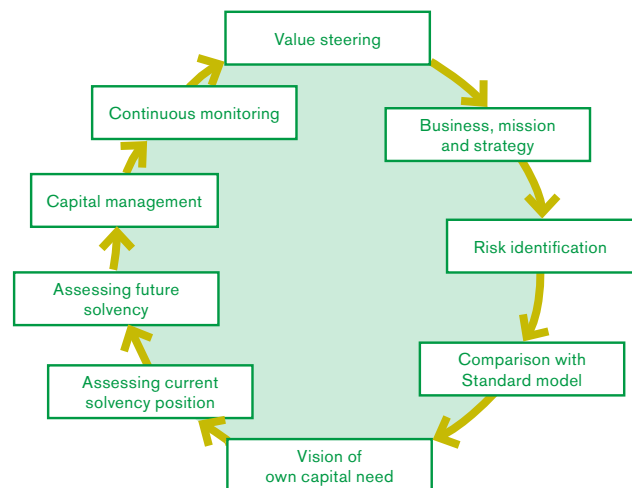 Value steering
Business, mission
and strategy
Risk identification
Comparison with
Standard model
Vision of
own capital need
Assessing current
solvency position
Assessing future
solvency
Capital management
Continuous monitoring